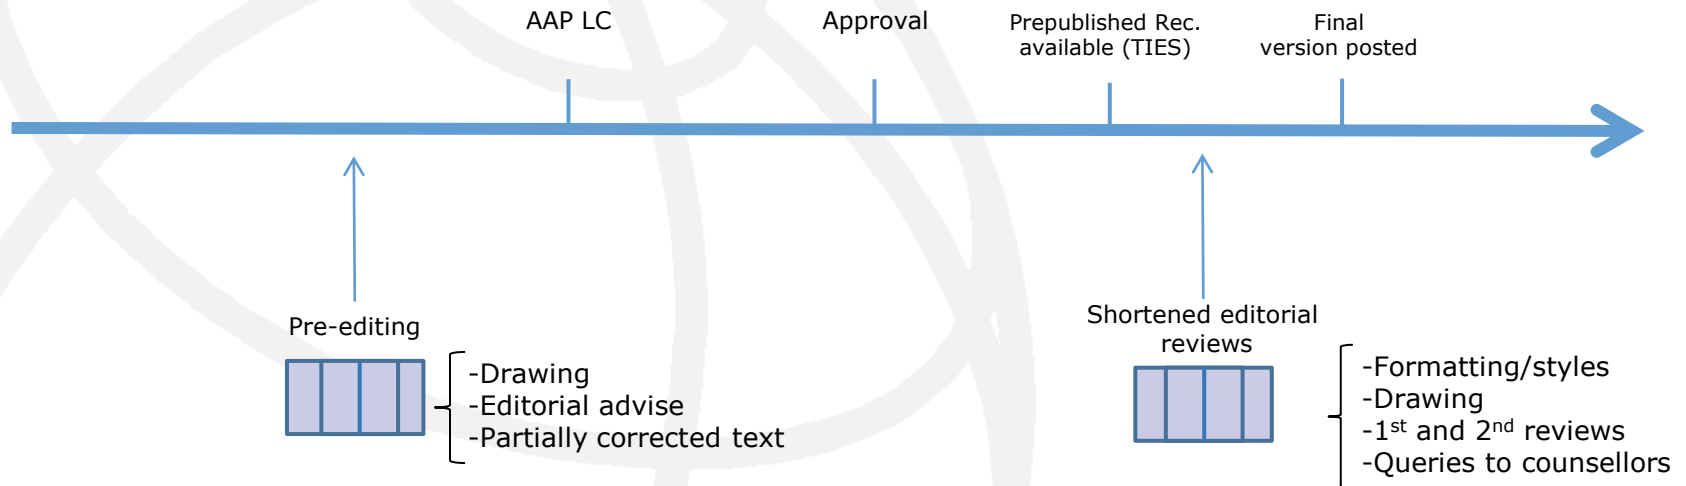 AAP LC
Approval
Prepublished Rec.
available (TIES)
Final
version posted
Pre-editing
-Drawing
-Editorial advise
-Partially corrected text
Shortened editorial
reviews
-Formatting/styles
-Drawing
-1st and 2nd reviews
-Queries to counsellors